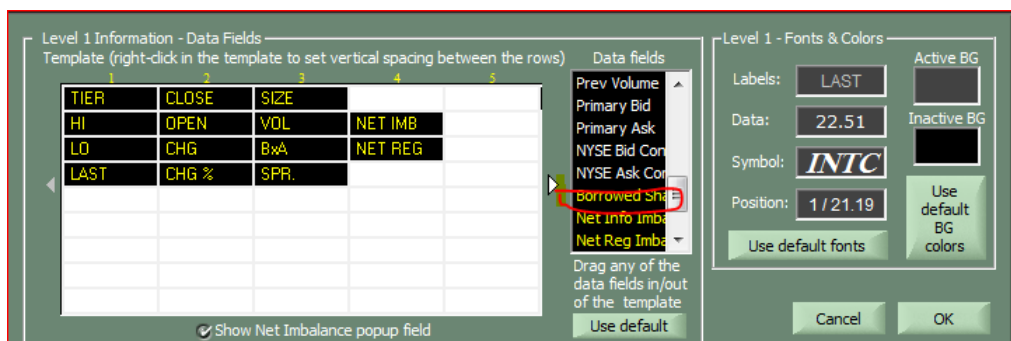 Level 1 Information - Data Fields
Template (right-click in the template to set vertical spacing between the rows)
1 2 3 4 5
TIER CLOSE SIZE
HI OPEN VOL NET IMB
LO CHG BxA NET REG
LAST CHG % SPR.
Show Net Imbalance popup field
Data fields
Prev Volume
Primary Bid
Primary Ask
NYSE Bid Con
NYSE Ask Con
Borrowed Sha
Net Info Imba
Net Reg Imba
Drag any of the
data fields in/out
of the template
Use default
Level 1 - Fonts & Colors
Labels: LAST
Data: 22.51
Symbol: INTC
Position: 1/21.19
Use default fonts
Active BG
Inactive BG
Use
default
BG
colors
Cancel OK